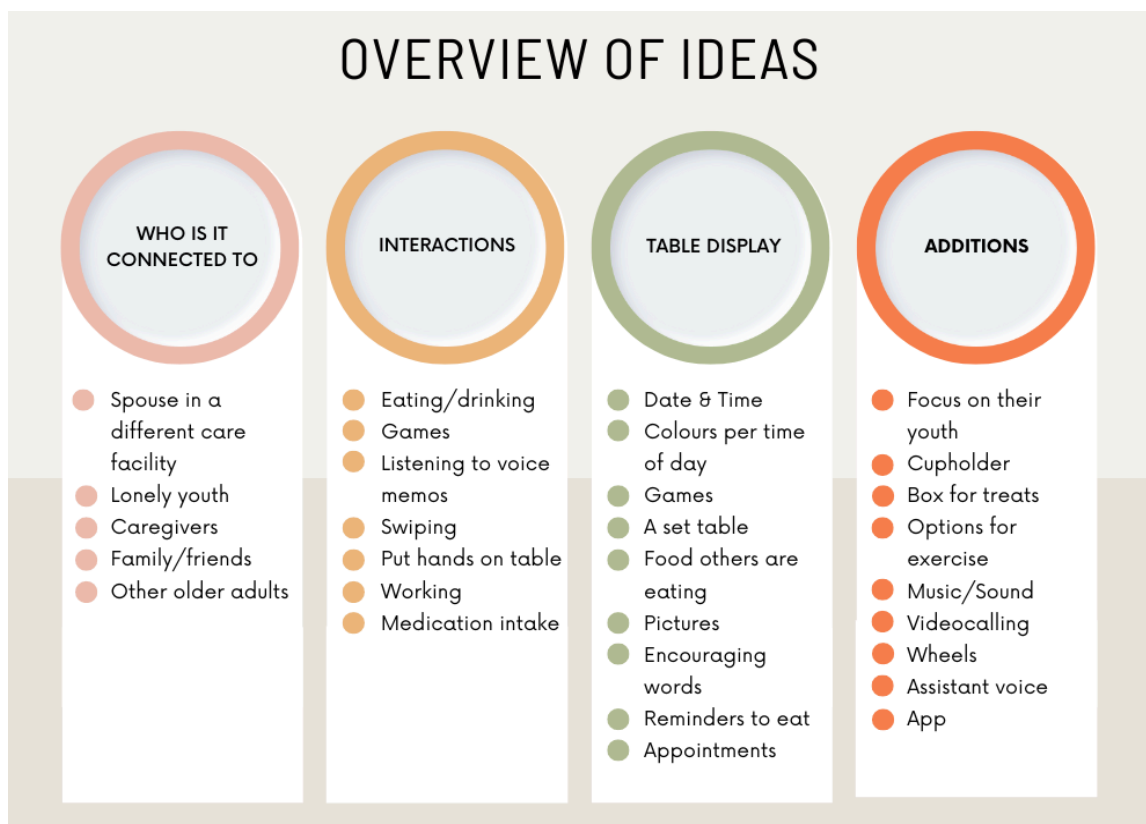 OVERVIEW OF IDEAS
WHO IS IT
CONNECTED TO
Spouse in a
different care
facility
Lonely youth
Caregivers
Family/friends
Other older adults
INTERACTIONS
Eating/drinking
Games
Listening to voice
memos
Swiping
Put hands on table
Working
Medication intake
TABLE DISPLAY
Date & Time
Colours per time
of day
Games
A set table
Food others are
eating
Pictures
Encouraging
words
Reminders to eat
Appointments
ADDITIONS
Focus on their
youth
Cupholder
Box for treats
Options for
exercise
Music/Sound
Videocalling
Wheels
Assistant voice
App